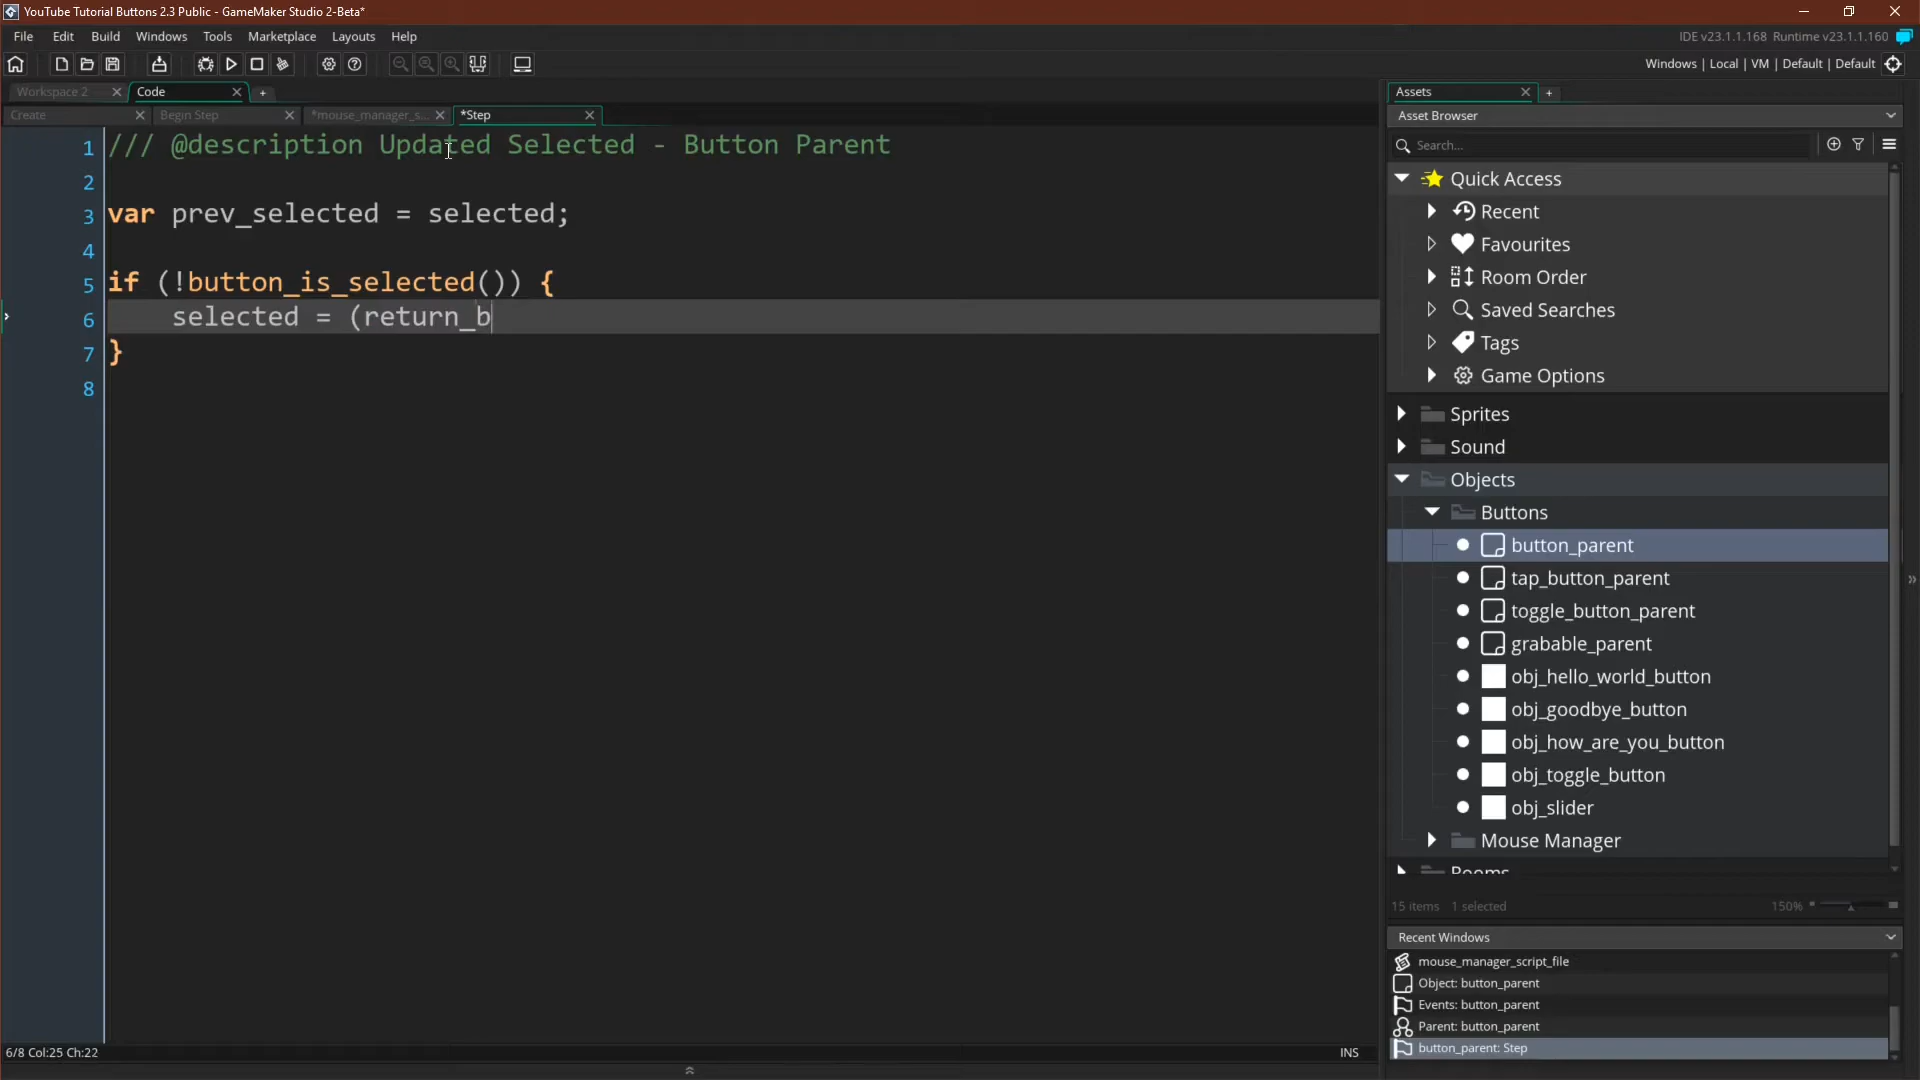 YouTube Tutorial Buttons 2.3 Public - GameMaker Studio 2-Beta*
File Edit Build Windows Tools Marketplace Layouts Help
IDE v23.1.1.168 Runtime v23.1.1.160
Windows | Local | VM | Default | Default
Workspace 2
Code
Create
Begin Step
*mouse_manager_s...
*Step
1 /// @description Updated Selected - Button Parent
2
3 var prev_selected = selected;
4
5 if (!button_is_selected()) {
6 selected = (return_b
7 }
8
6/8 Col:25 Ch:22
INS
Assets
Asset Browser
Search...
Quick Access
Recent
Favourites
Room Order
Saved Searches
Tags
Game Options
Sprites
Sound
Objects
Buttons
button_parent
tap_button_parent
toggle_button_parent
grabable_parent
obj_hello_world_button
obj_goodbye_button
obj_how_are_you_button
obj_toggle_button
obj_slider
Mouse Manager
Rooms
15 items 1 selected
150%
Recent Windows
mouse_manager_script_file
Object: button_parent
Events: button_parent
Parent: button_parent
button_parent: Step